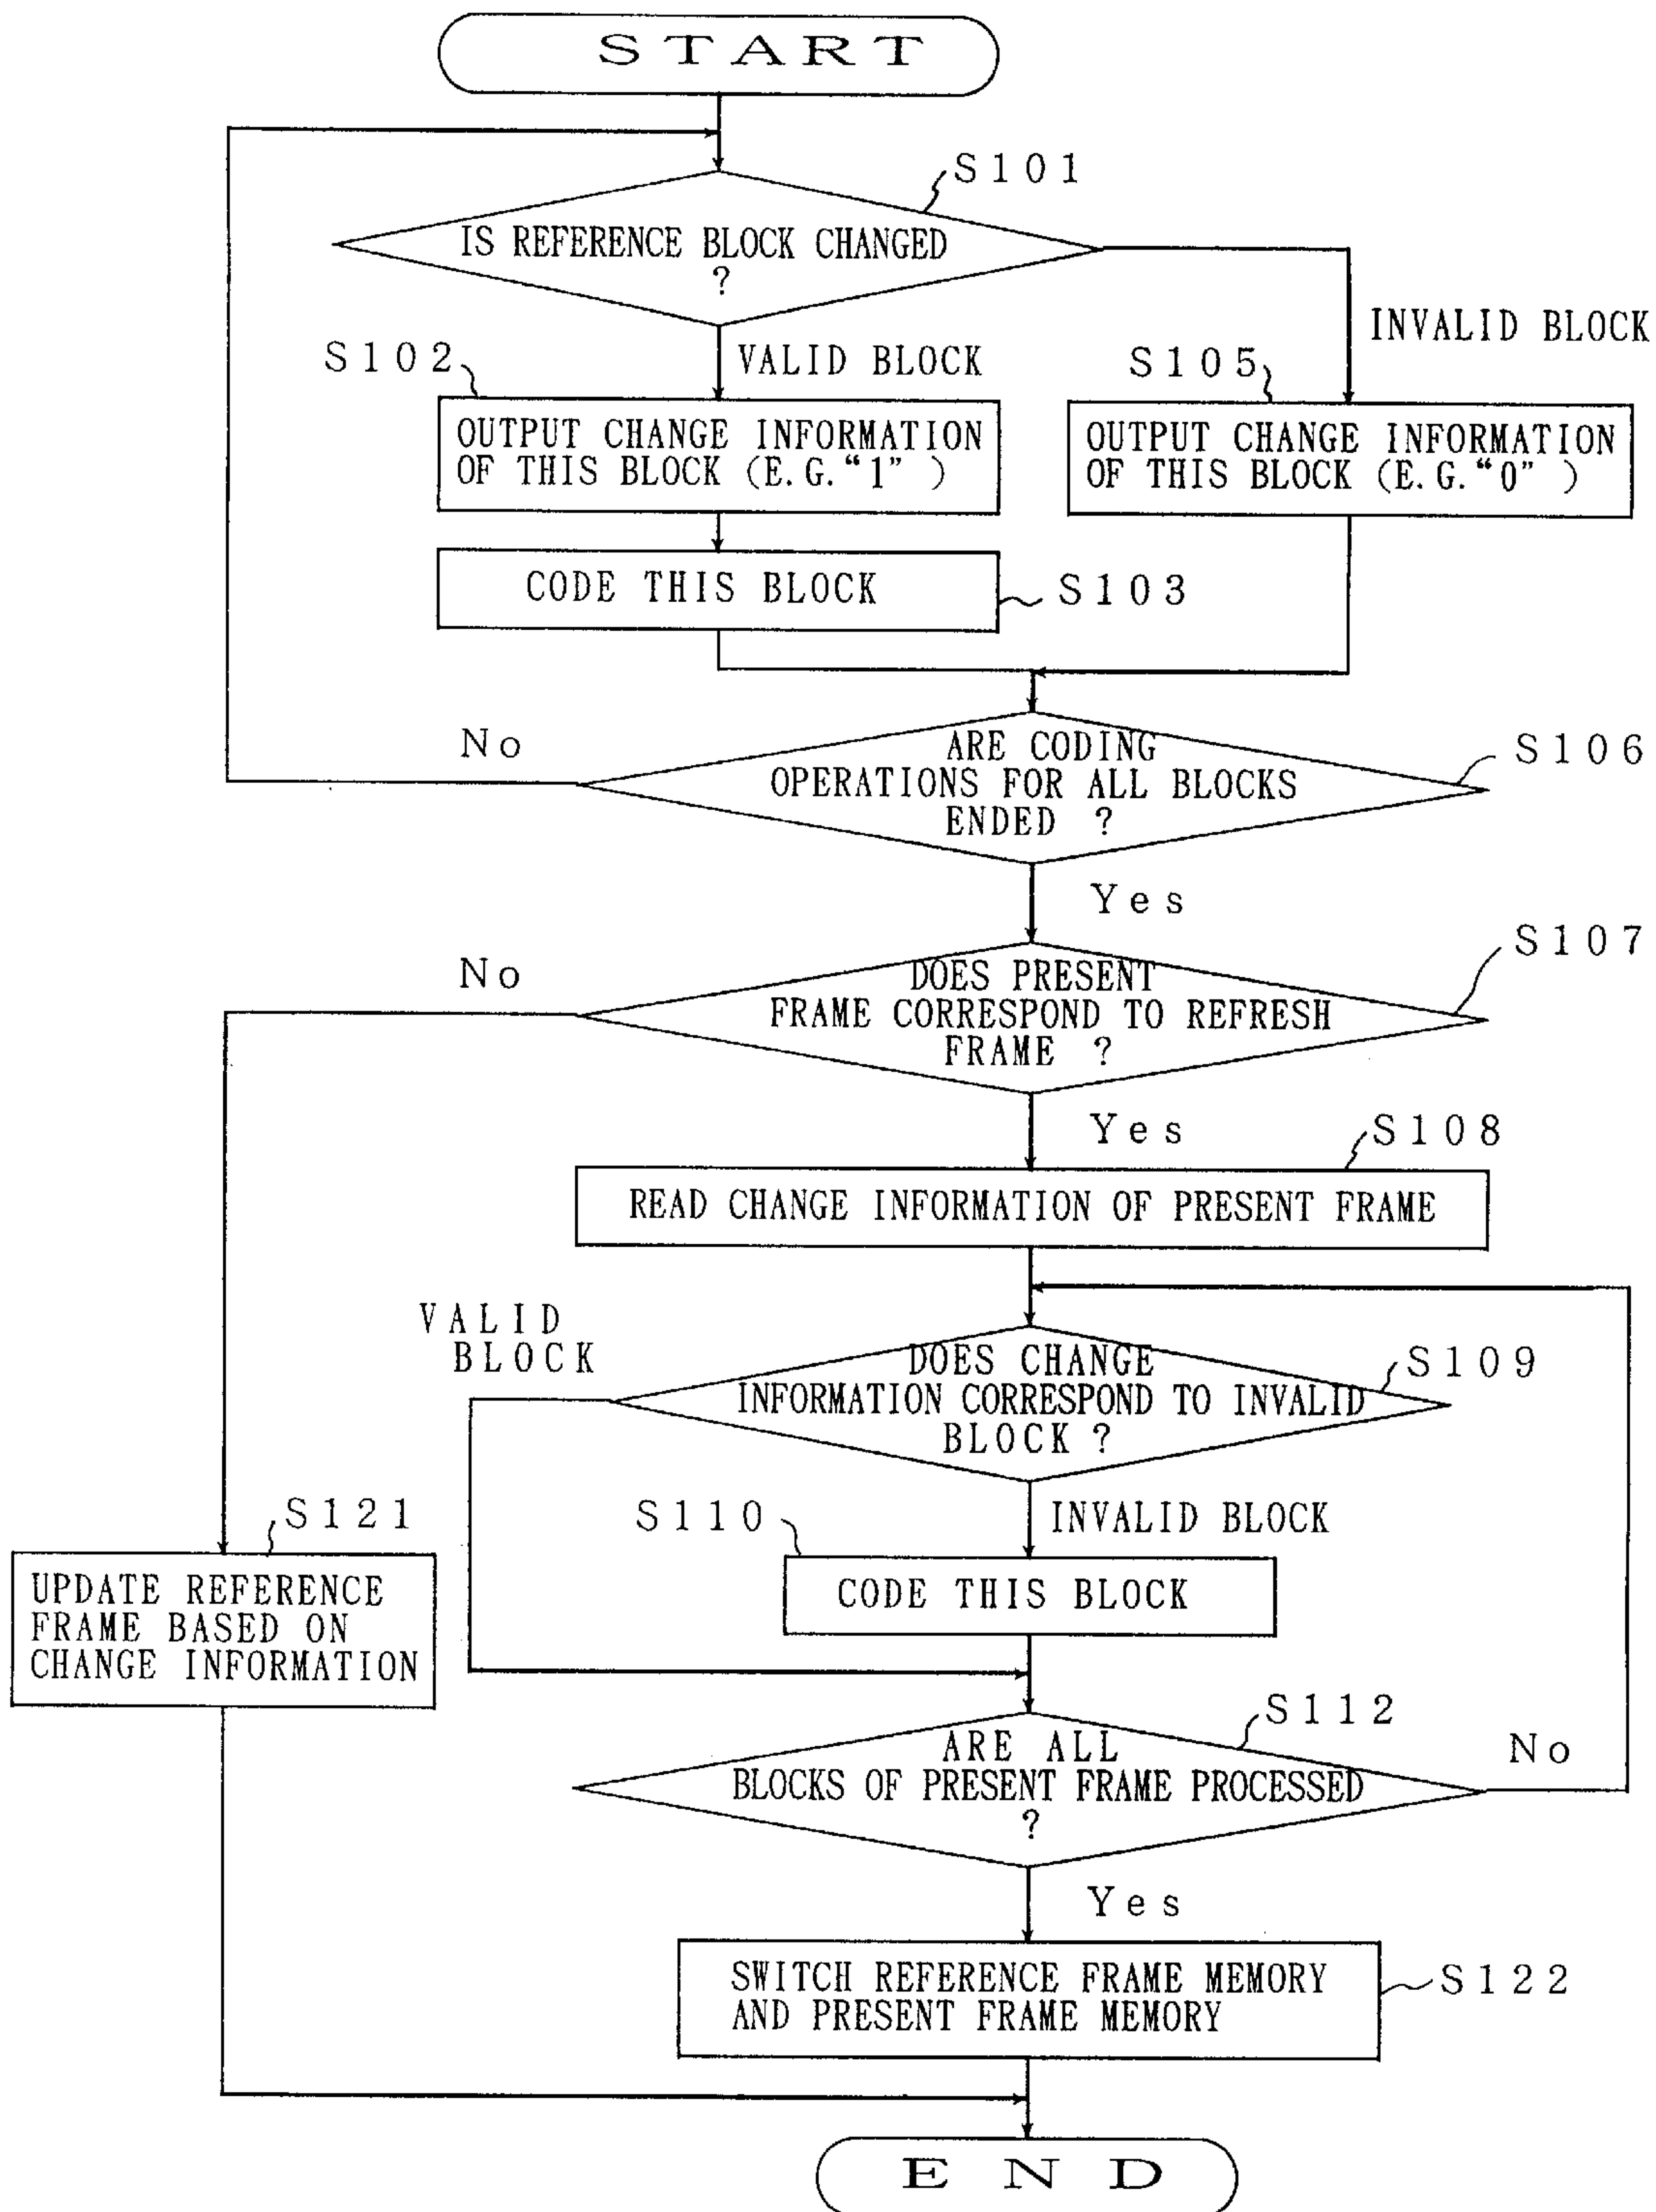 START
S101
IS REFERENCE BLOCK CHANGED
?
INVALID BLOCK
S102
VALID BLOCK
S105
OUTPUT CHANGE INFORMATION
OF THIS BLOCK (E.G."1" )
OUTPUT CHANGE INFORMATION
OF THIS BLOCK (E.G."0" )
CODE THIS BLOCK
S103
No
ARE CODING
OPERATIONS FOR ALL BLOCKS
ENDED ?
S106
Yes
No
DOES PRESENT
FRAME CORRESPOND TO REFRESH
FRAME ?
S107
Yes
S108
READ CHANGE INFORMATION OF PRESENT FRAME
VALID
BLOCK
DOES CHANGE
INFORMATION CORRESPOND TO INVALID
BLOCK ?
S109
S121
S110
INVALID BLOCK
UPDATE REFERENCE
FRAME BASED ON
CHANGE INFORMATION
CODE THIS BLOCK
S112
ARE ALL
BLOCKS OF PRESENT FRAME PROCESSED
?
No
Yes
SWITCH REFERENCE FRAME MEMORY
AND PRESENT FRAME MEMORY
S122
END